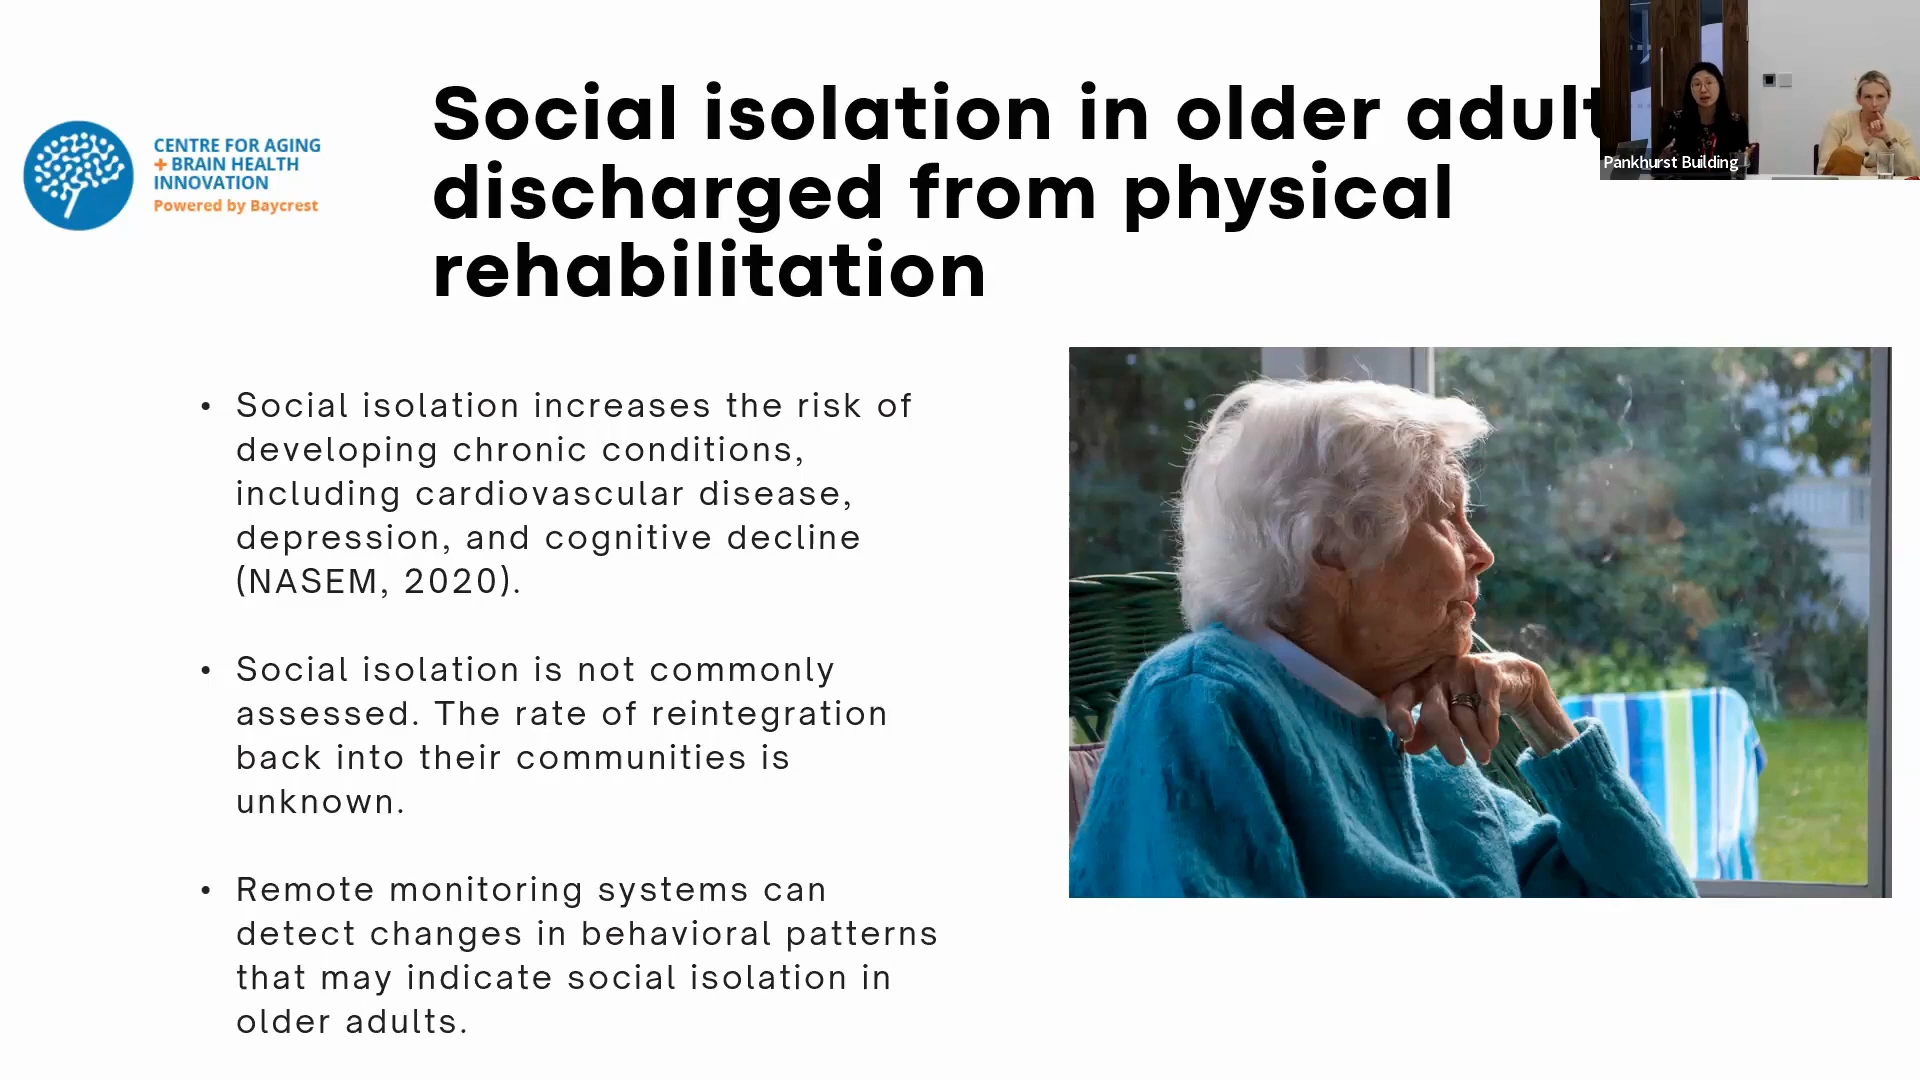 Social isolation in older adult
discharged from physical
rehabilitation
CENTRE FOR AGING
+ BRAIN HEALTH
INNOVATION
Powered by Baycrest
Pankhurst Building
• Social isolation increases the risk of
developing chronic conditions,
including cardiovascular disease,
depression, and cognitive decline
(NASEM, 2020).
• Social isolation is not commonly
assessed. The rate of reintegration
back into their communities is
unknown.
• Remote monitoring systems can
detect changes in behavioral patterns
that may indicate social isolation in
older adults.